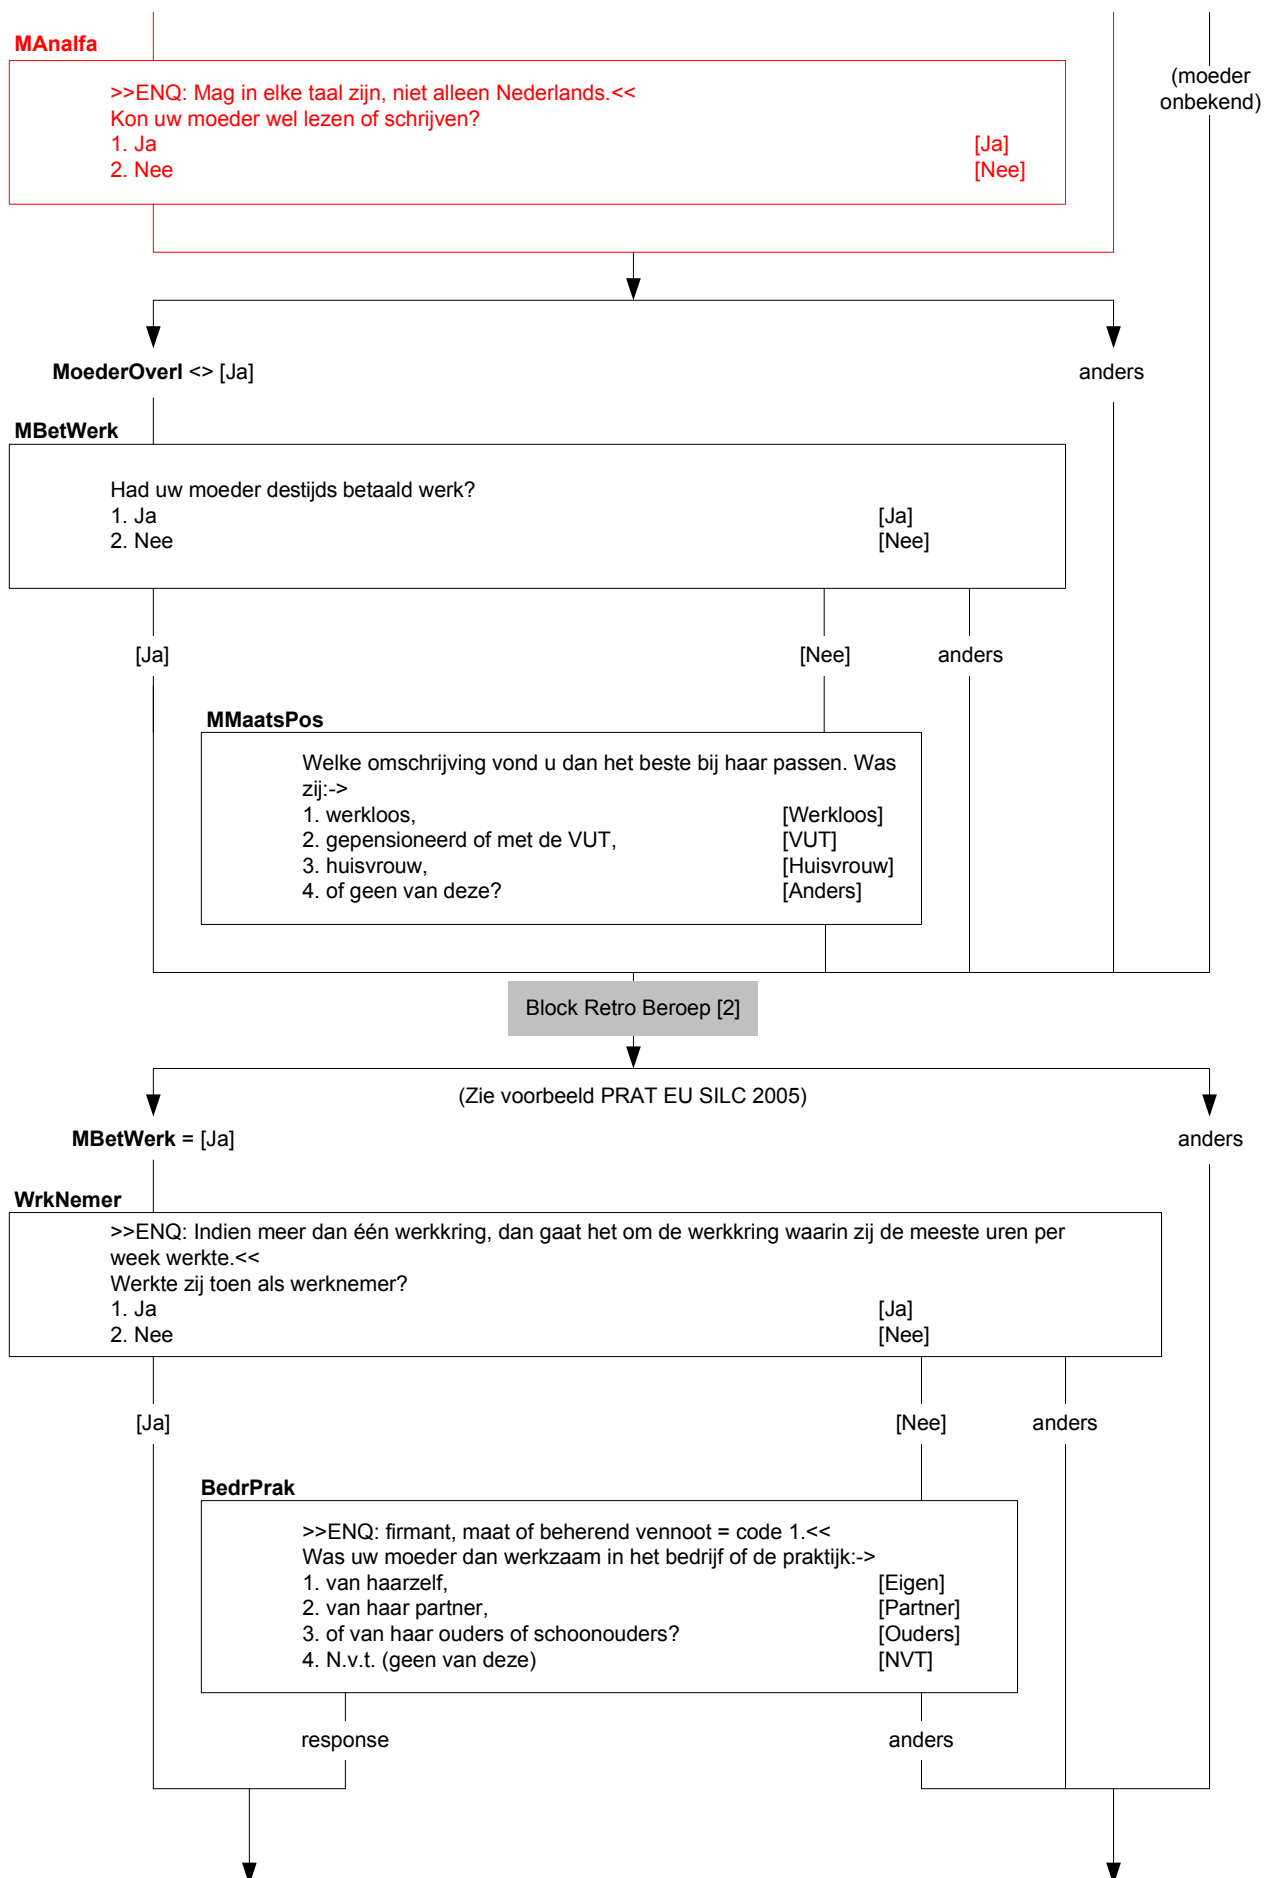 MAnalfa
(moeder
onbekend)
>>ENQ: Mag in elke taal zijn, niet alleen Nederlands.<<
Kon uw moeder wel lezen of schrijven?
1. Ja [Ja]
2. Nee [Nee]
MoederOverl <> [Ja] anders
MBetWerk
Had uw moeder destijds betaald werk?
1. Ja [Ja]
2. Nee [Nee]
[Ja] [Nee] anders
MMaatsPos
Welke omschrijving vond u dan het beste bij haar passen. Was
zij:->
1. werkloos, [Werkloos]
2. gepensioneerd of met de VUT, [VUT]
3. huisvrouw, [Huisvrouw]
4. of geen van deze? [Anders]
Block Retro Beroep [2]
(Zie voorbeeld PRAT EU SILC 2005)
MBetWerk = [Ja] anders
WrkNemer
>>ENQ: Indien meer dan één werkkring, dan gaat het om de werkkring waarin zij de meeste uren per
week werkte.<<
Werkte zij toen als werknemer?
1. Ja [Ja]
2. Nee [Nee]
[Ja] [Nee] anders
BedrPrak
>>ENQ: firmant, maat of beherend vennoot = code 1.<<
Was uw moeder dan werkzaam in het bedrijf of de praktijk:->
1. van haarzelf, [Eigen]
2. van haar partner, [Partner]
3. of van haar ouders of schoonouders? [Ouders]
4. N.v.t. (geen van deze) [NVT]
response anders